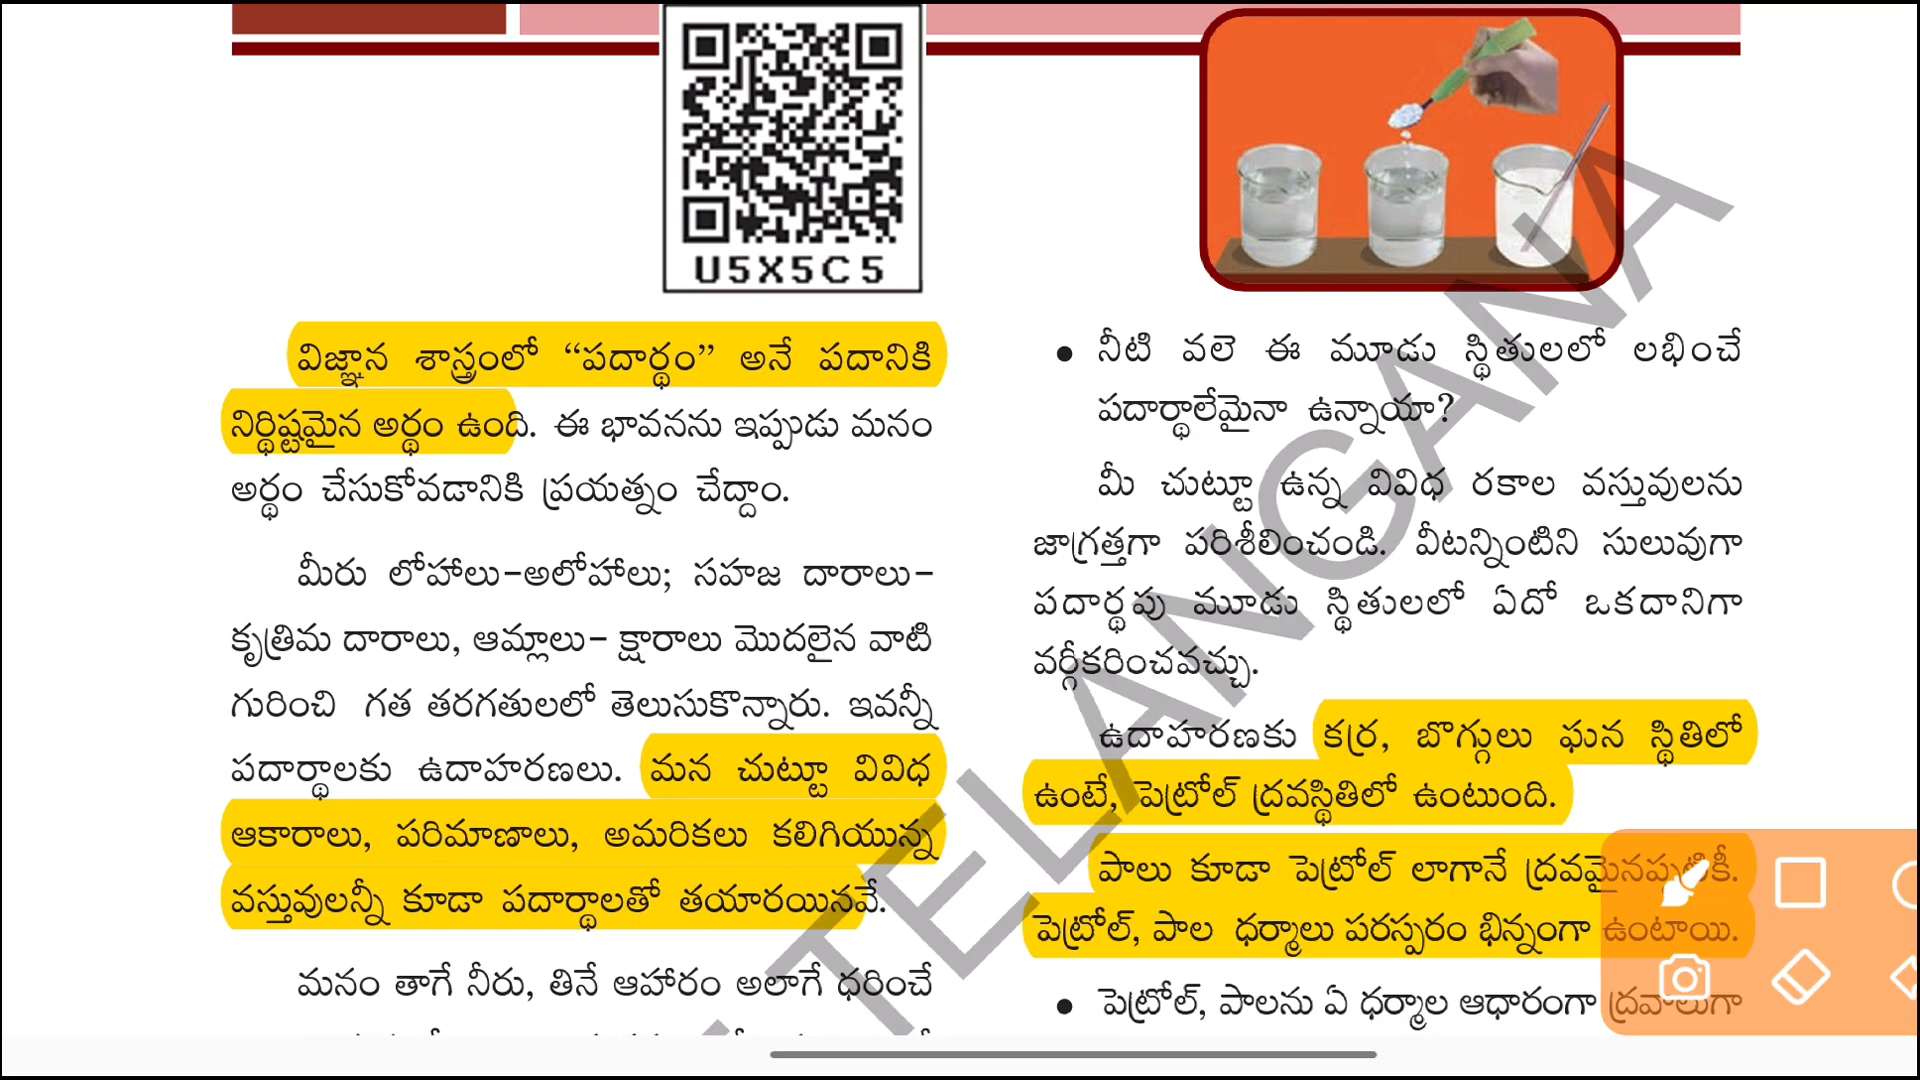 U5X5C5
విజ్ఞాన శాస్త్రంలో “పదార్థం” అనే పదానికి
నిర్థిష్టమైన అర్థం ఉంది. ఈ భావనను ఇప్పుడు మనం
అర్థం చేసుకోవడానికి ప్రయత్నం చేద్దాం.
మీరు లోహాలు-అలోహాలు; సహజ దారాలు-
కృత్రిమ దారాలు, ఆమ్లాలు- క్షారాలు మొదలైన వాటి
గురించి గత తరగతులలో తెలుసుకొన్నారు. ఇవన్నీ
పదార్థాలకు ఉదాహరణలు. మన చుట్టూ వివిధ
ఆకారాలు, పరిమాణాలు, అమరికలు కలిగియున్న
వస్తువులన్నీ కూడా పదార్థాలతో తయారయినవే.
మనం తాగే నీరు, తినే ఆహారం అలాగే ధరించే
• నీటి వలె ఈ మూడు స్థితులలో లభించే
పదార్థాలేమైనా ఉన్నాయా?
మీ చుట్టూ ఉన్న వివిధ రకాల వస్తువులను
జాగ్రత్తగా పరిశీలించండి. వీటన్నింటిని సులువుగా
పదార్థపు మూడు స్థితులలో ఏదో ఒకదానిగా
వర్గీకరించవచ్చు.
ఉదాహరణకు కర్ర, బొగ్గులు ఘన స్థితిలో
ఉంటే, పెట్రోల్ ద్రవస్థితిలో ఉంటుంది.
పాలు కూడా పెట్రోల్ లాగానే ద్రవమైనప్పటికీ.
పెట్రోల్, పాల ధర్మాలు పరస్పరం భిన్నంగా ఉంటాయి.
• పెట్రోల్, పాలను ఏ ధర్మాల ఆధారంగా ద్రవాలుగా
TELANGANA